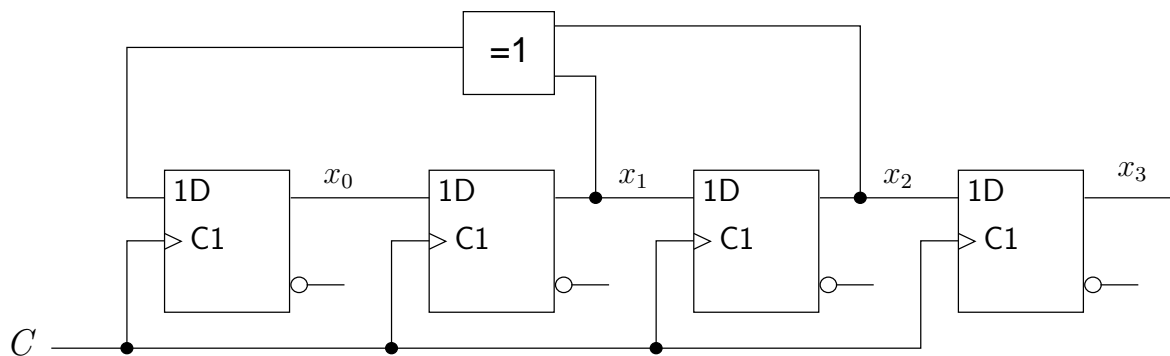 =1
x₀ x₁ x₂ x₃
1D 1D 1D 1D
C1 C1 C1 C1
C